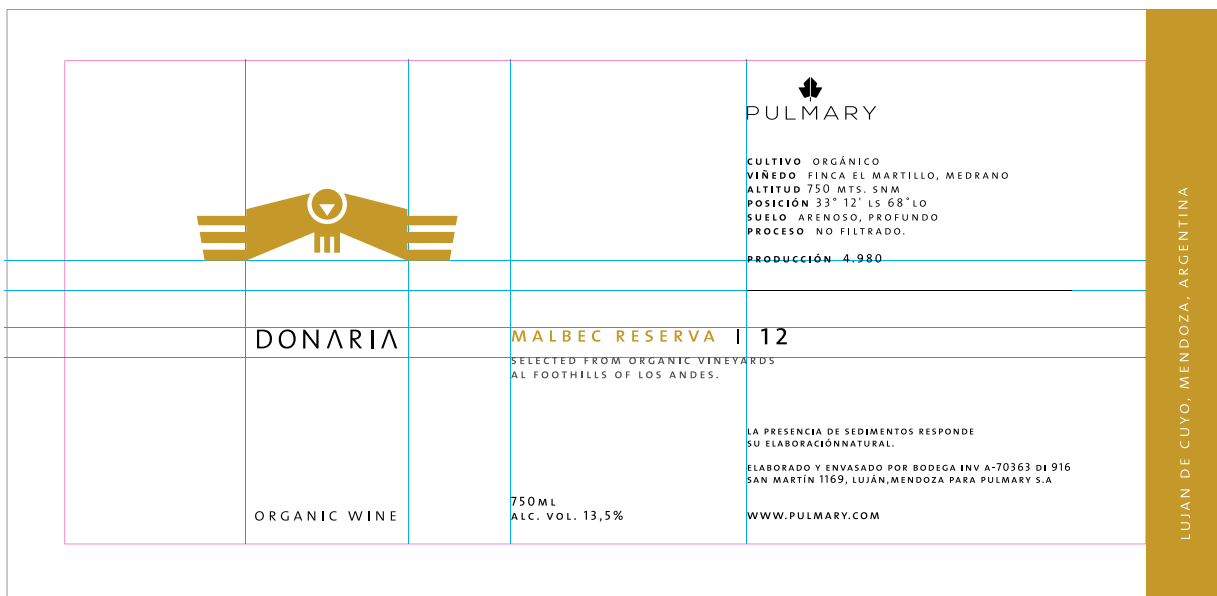 PULMARY
CULTIVO ORGÁNICO
VIÑEDO FINCA EL MARTILLO, MEDRANO
ALTITUD 750 MTS. SNM
POSICIÓN 33° 12' LS 68°LO
SUELO ARENOSO, PROFUNDO
PROCESO NO FILTRADO.
PRODUCCIÓN 4.980
DONARIA
MALBEC RESERVA | 12
SELECTED FROM ORGANIC VINEYARDS
AL FOOTHILLS OF LOS ANDES.
LA PRESENCIA DE SEDIMENTOS RESPONDE
SU ELABORACIÓNNATURAL.
ELABORADO Y ENVASADO POR BODEGA INV A-70363 DI 916
SAN MARTÍN 1169, LUJÁN,MENDOZA PARA PULMARY S.A
ORGANIC WINE
750ML
ALC. VOL. 13,5%
WWW.PULMARY.COM
LUJAN DE CUYO, MENDOZA, ARGENTINA